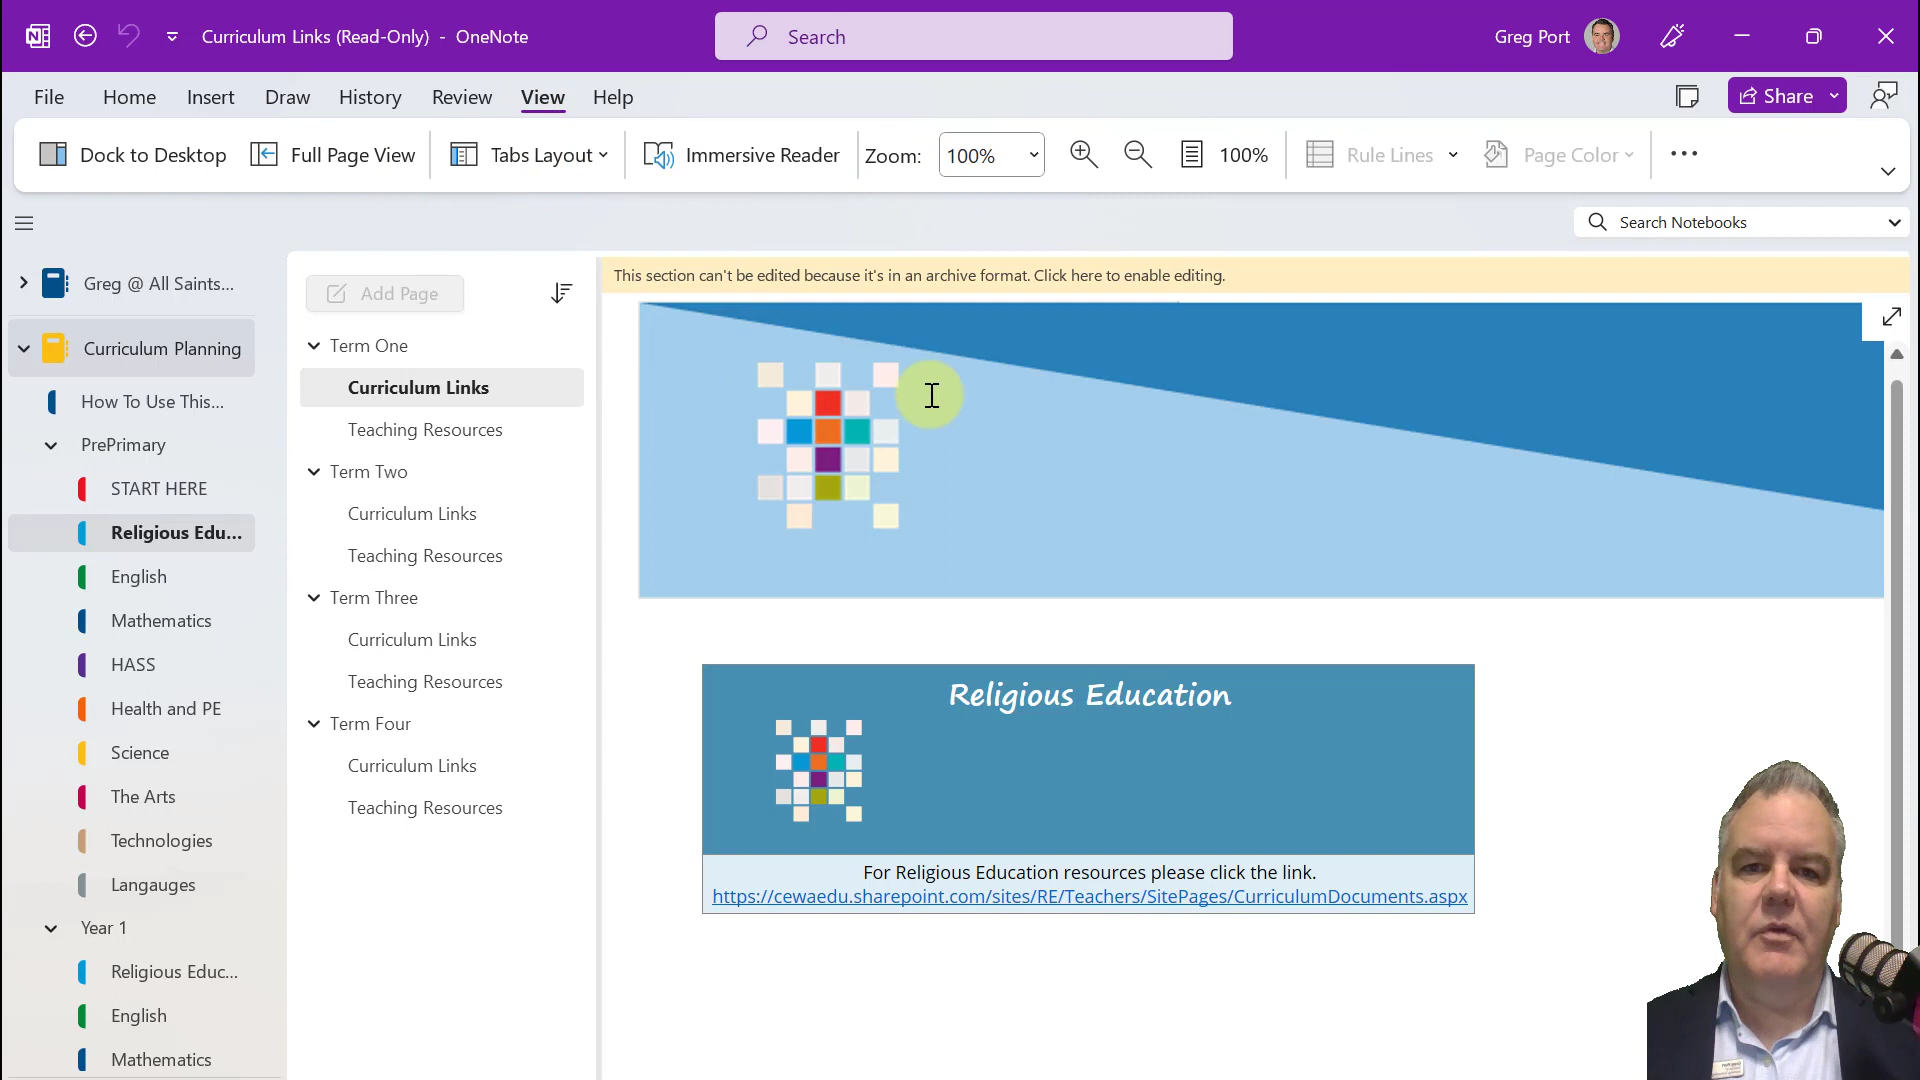 Curriculum Links (Read-Only) - OneNote
Search
Greg Port
File Home Insert Draw History Review View Help
Share
Dock to Desktop Full Page View Tabs Layout Immersive Reader Zoom: 100% 100% Rule Lines Page Color
Search Notebooks
Greg @ All Saints...
Curriculum Planning
How To Use This...
PrePrimary
START HERE
Religious Edu...
English
Mathematics
HASS
Health and PE
Science
The Arts
Technologies
Langauges
Year 1
Religious Educ...
English
Mathematics
Add Page
Term One
Curriculum Links
Teaching Resources
Term Two
Curriculum Links
Teaching Resources
Term Three
Curriculum Links
Teaching Resources
Term Four
Curriculum Links
Teaching Resources
This section can't be edited because it's in an archive format. Click here to enable editing.
Religious Education
For Religious Education resources please click the link.
https://cewaedu.sharepoint.com/sites/RE/Teachers/SitePages/CurriculumDocuments.aspx